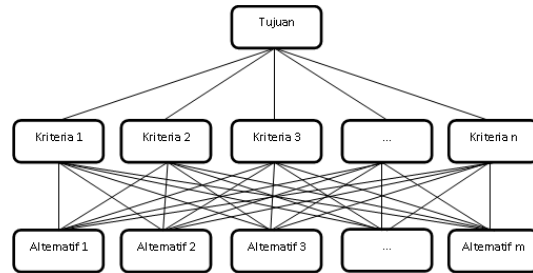 Tujuan
Kriteria 1
Kriteria 2
Kriteria 3
...
Kriteria n
Alternatif 1
Alternatif 2
Alternatif 3
...
Alternatif m